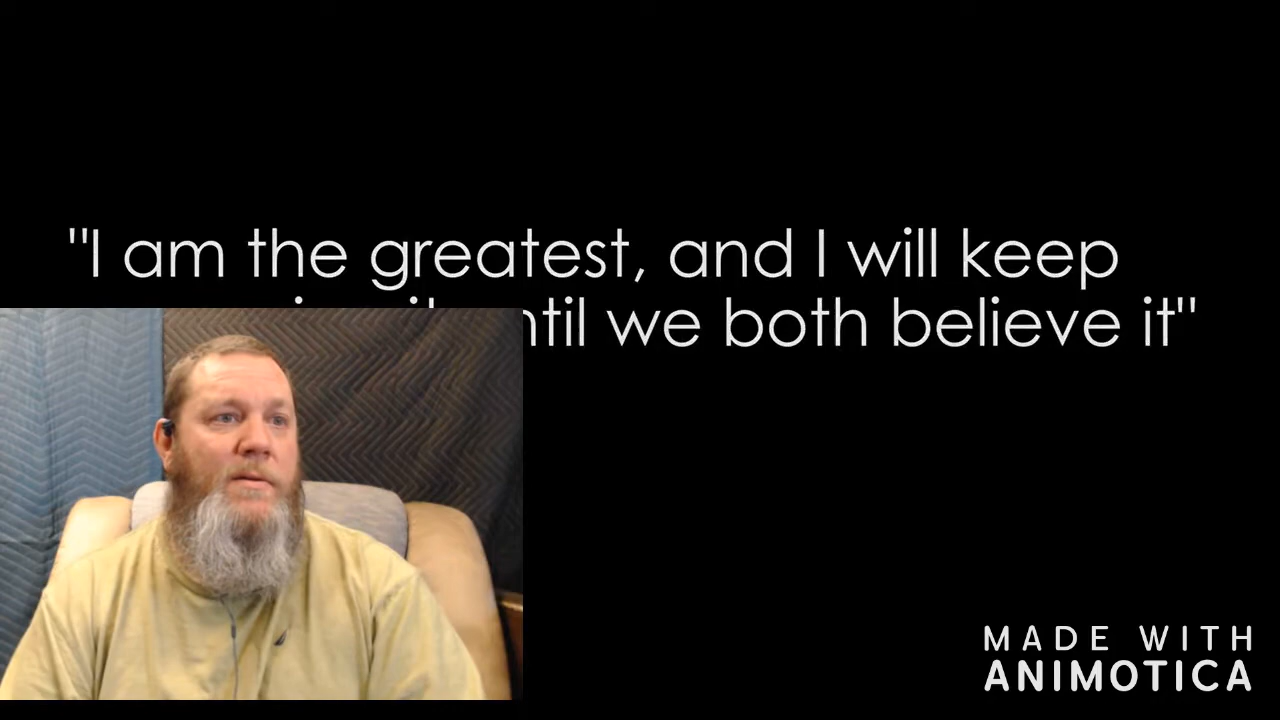 "I am the greatest, and I will keep
we both believe it"
MADE WITH
ANIMOTICA